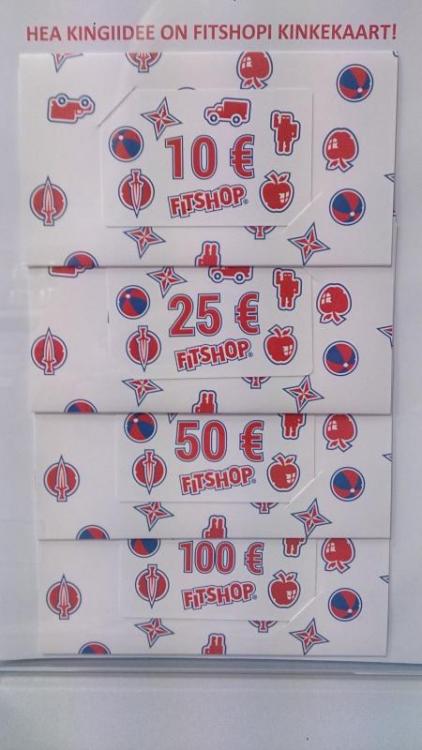 HEA KINGIIDEE ON FITSHOPI KINKEKAART!
10 €
FITSHOP®
25 €
FITSHOP®
50 €
FITSHOP®
100 €
FITSHOP®